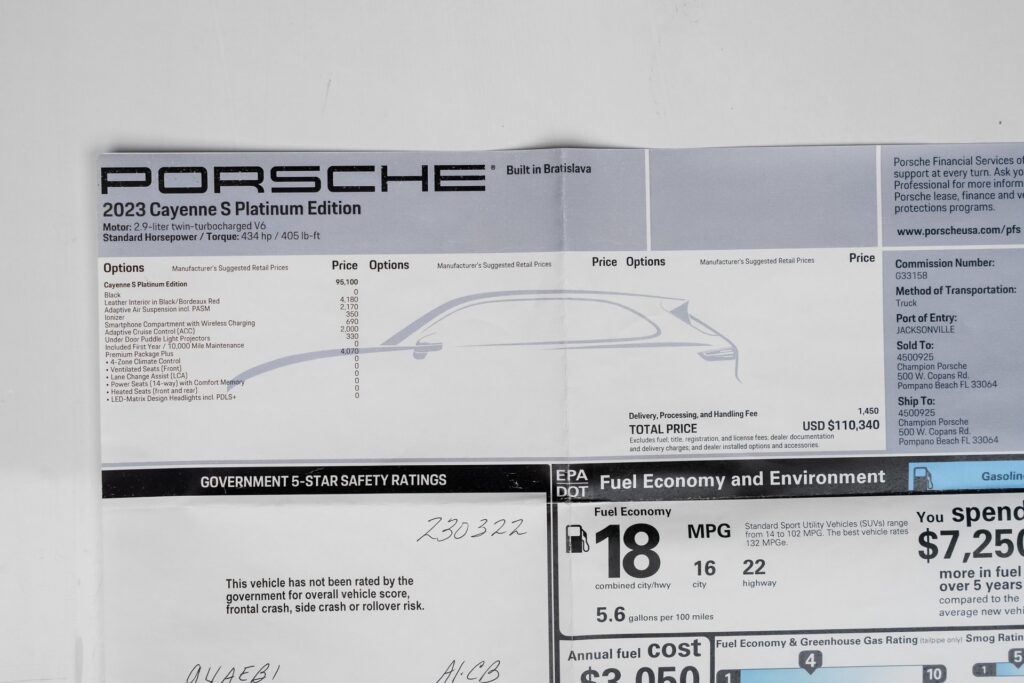 PORSCHE® Built in Bratislava
2023 Cayenne S Platinum Edition
Motor: 2.9-liter twin-turbocharged V6
Standard Horsepower / Torque: 434 hp / 405 lb-ft
Porsche Financial Services of
support at every turn. Ask yo
Professional for more inform
Porsche lease, finance and ve
protections programs.
www.porscheusa.com/pfs
Options Manufacturer's Suggested Retail Prices Price
Options Manufacturer's Suggested Retail Prices Price
Options Manufacturer's Suggested Retail Prices Price
Cayenne S Platinum Edition 95,100
Black 0
Leather Interior in Black/Bordeaux Red 4,180
Adaptive Air Suspension incl. PASM 2,170
Ionizer 350
Smartphone Compartment with Wireless Charging 690
Adaptive Cruise Control (ACC) 2,000
Under Door Puddle Light Projectors 330
Included First Year / 10,000 Mile Maintenance 0
Premium Package Plus 4,070
• 4-Zone Climate Control 0
• Ventilated Seats (Front) 0
• Lane Change Assist (LCA) 0
• Power Seats (14-way) with Comfort Memory 0
• Heated Seats (front and rear) 0
• LED-Matrix Design Headlights incl. PDLS+ 0
Delivery, Processing, and Handling Fee 1,450
TOTAL PRICE USD $110,340
Excludes fuel; title, registration, and license fees; dealer documentation
and delivery charges; and dealer installed options and accessories.
Commission Number:
G33158
Method of Transportation:
Truck
Port of Entry:
JACKSONVILLE
Sold To:
4500925
Champion Porsche
500 W. Copans Rd.
Pompano Beach FL 33064
Ship To:
4500925
Champion Porsche
500 W. Copans Rd.
Pompano Beach FL 33064
GOVERNMENT 5-STAR SAFETY RATINGS
230322
This vehicle has not been rated by the
government for overall vehicle score,
frontal crash, side crash or rollover risk.
EPA
DOT
Fuel Economy and Environment
Gasolin
Fuel Economy
18 MPG
combined city/hwy
16
city
22
highway
Standard Sport Utility Vehicles (SUVs) range
from 14 to 102 MPG. The best vehicle rates
132 MPGe.
5.6 gallons per 100 miles
You spend
$7,250
more in fuel
over 5 years
compared to the
average new vehi
Annual fuel cost
$3,050
Fuel Economy & Greenhouse Gas Rating (tailpipe only)
4
1 10
Smog Ratin
5
1